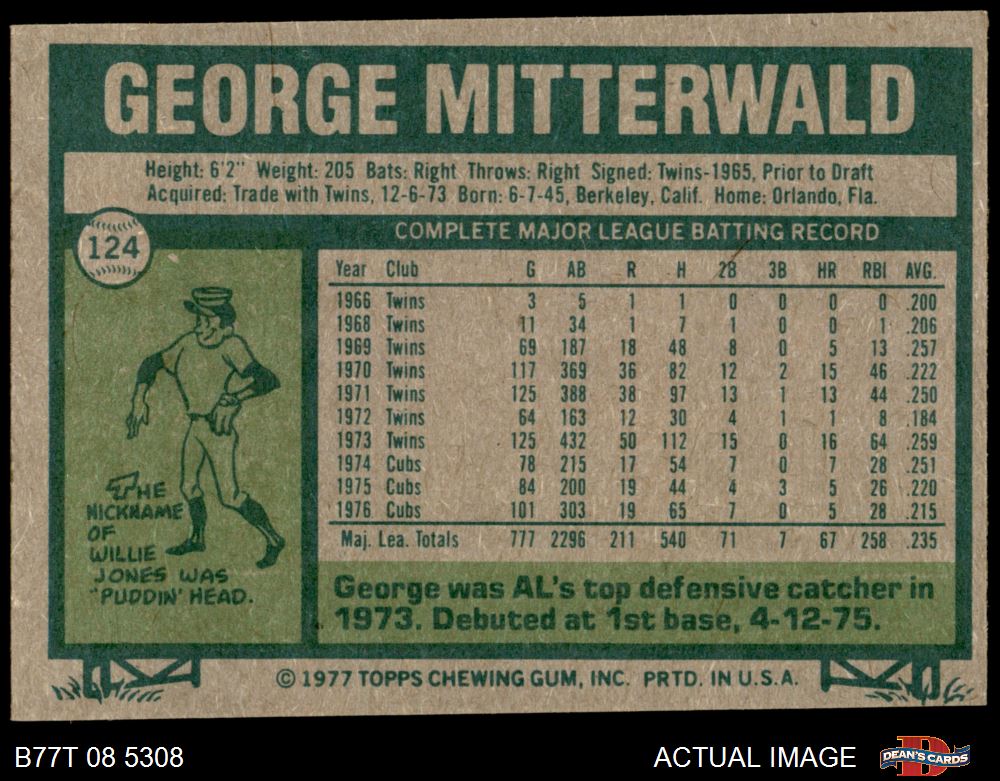 GEORGE MITTERWALD
Height: 6'2" Weight: 205 Bats: Right Throws: Right Signed: Twins-1965, Prior to Draft
Acquired: Trade with Twins, 12-6-73 Born: 6-7-45, Berkeley, Calif. Home: Orlando, Fla.
124
COMPLETE MAJOR LEAGUE BATTING RECORD
Year Club G AB R H 2B 3B HR RBI AVG.
1966 Twins 3 5 1 1 0 0 0 0 .200
1968 Twins 11 34 1 7 1 0 0 1 .206
1969 Twins 69 187 18 48 8 0 5 13 .257
1970 Twins 117 369 36 82 12 2 15 46 .222
1971 Twins 125 388 38 97 13 1 13 44 .250
1972 Twins 64 163 12 30 4 1 1 8 .184
1973 Twins 125 432 50 112 15 0 16 64 .259
1974 Cubs 78 215 17 54 7 0 7 28 .251
1975 Cubs 84 200 19 44 4 3 5 26 .220
1976 Cubs 101 303 19 65 7 0 5 28 .215
Maj. Lea. Totals 777 2296 211 540 71 7 67 258 .235
THE
NICKNAME
OF
WILLIE
JONES WAS
"PUDDIN' HEAD.
George was AL's top defensive catcher in
1973. Debuted at 1st base, 4-12-75.
© 1977 TOPPS CHEWING GUM, INC. PRTD. IN U.S.A.
B77T 08 5308
ACTUAL IMAGE
DEAN'S CARDS